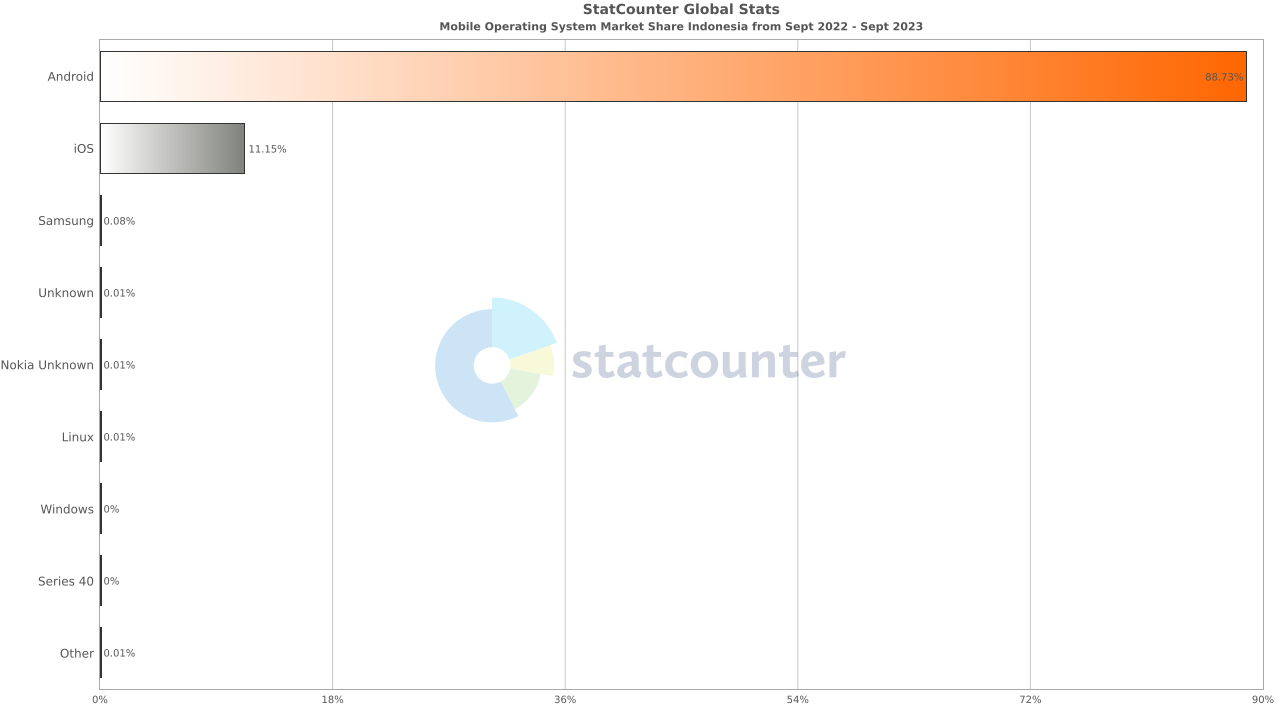 StatCounter Global Stats
Mobile Operating System Market Share Indonesia from Sept 2022 - Sept 2023
Android 88.73%
iOS 11.15%
Samsung 0.08%
Unknown 0.01%
Nokia Unknown 0.01%
statcounter
Linux 0.01%
Windows 0%
Series 40 0%
Other 0.01%
0% 18% 36% 54% 72% 90%